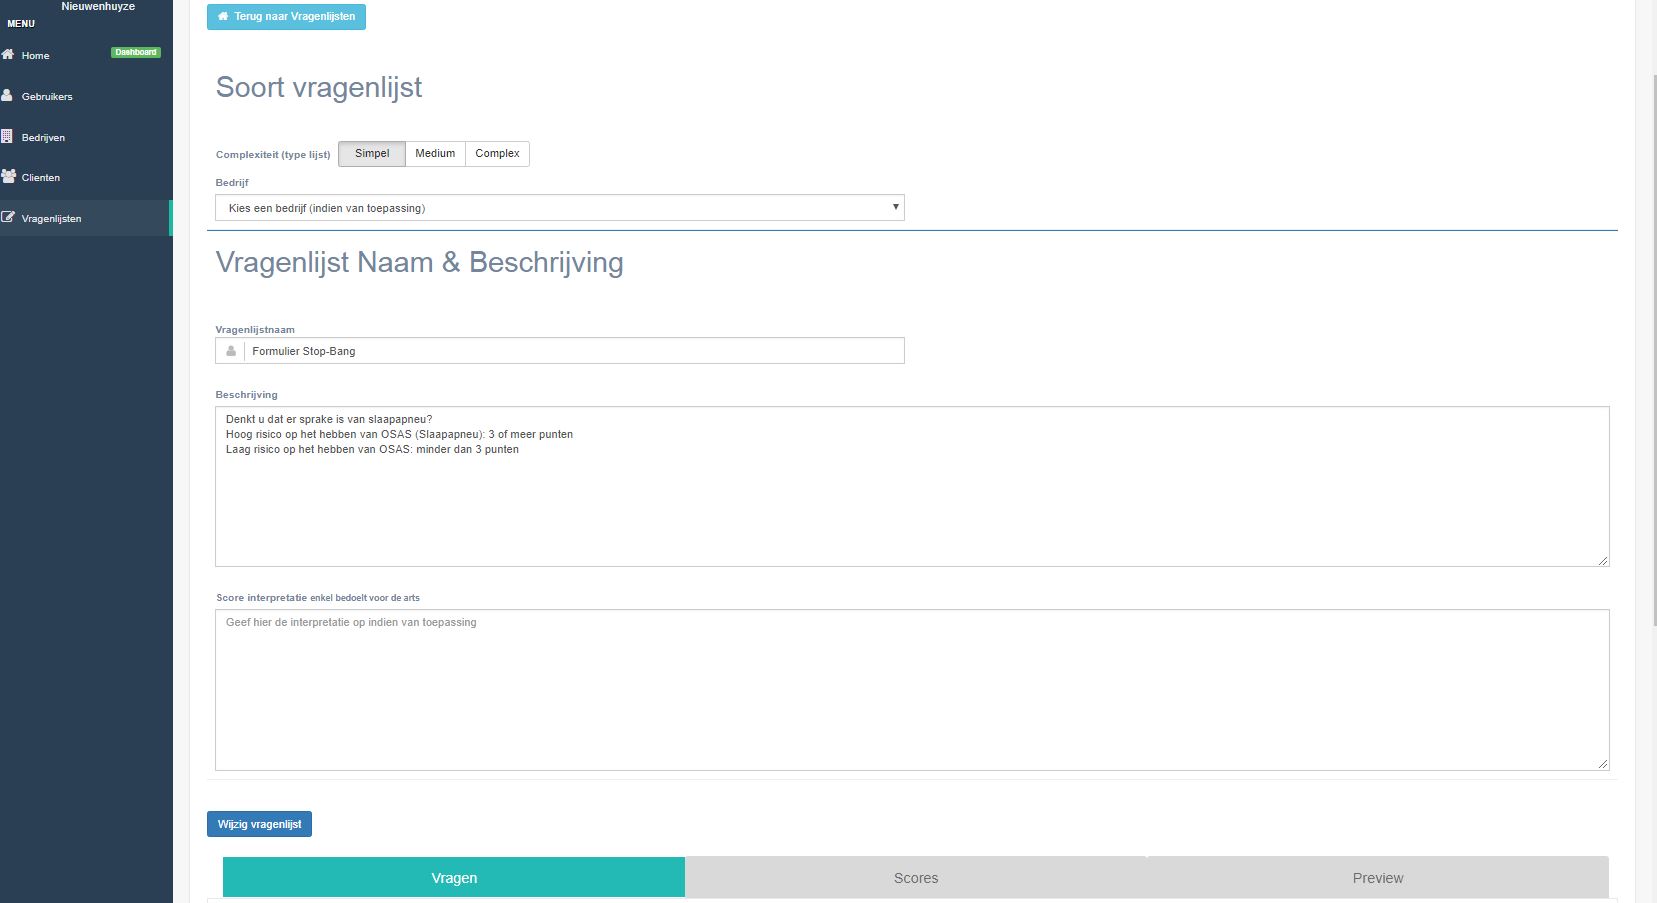 Nieuwenhuyze
MENU
Home
Dashboard
Gebruikers
Bedrijven
Clienten
Vragenlijsten
Terug naar Vragenlijsten
Soort vragenlijst
Complexiteit (type lijst)
Simpel
Medium
Complex
Bedrijf
Kies een bedrijf (indien van toepassing)
Vragenlijst Naam & Beschrijving
Vragenlijstnaam
Formulier Stop-Bang
Beschrijving
Denkt u dat er sprake is van slaapapneu?
Hoog risico op het hebben van OSAS (Slaapapneu): 3 of meer punten
Laag risico op het hebben van OSAS: minder dan 3 punten
Score interpretatie enkel bedoelt voor de arts
Geef hier de interpretatie op indien van toepassing
Wijzig vragenlijst
Vragen
Scores
Preview